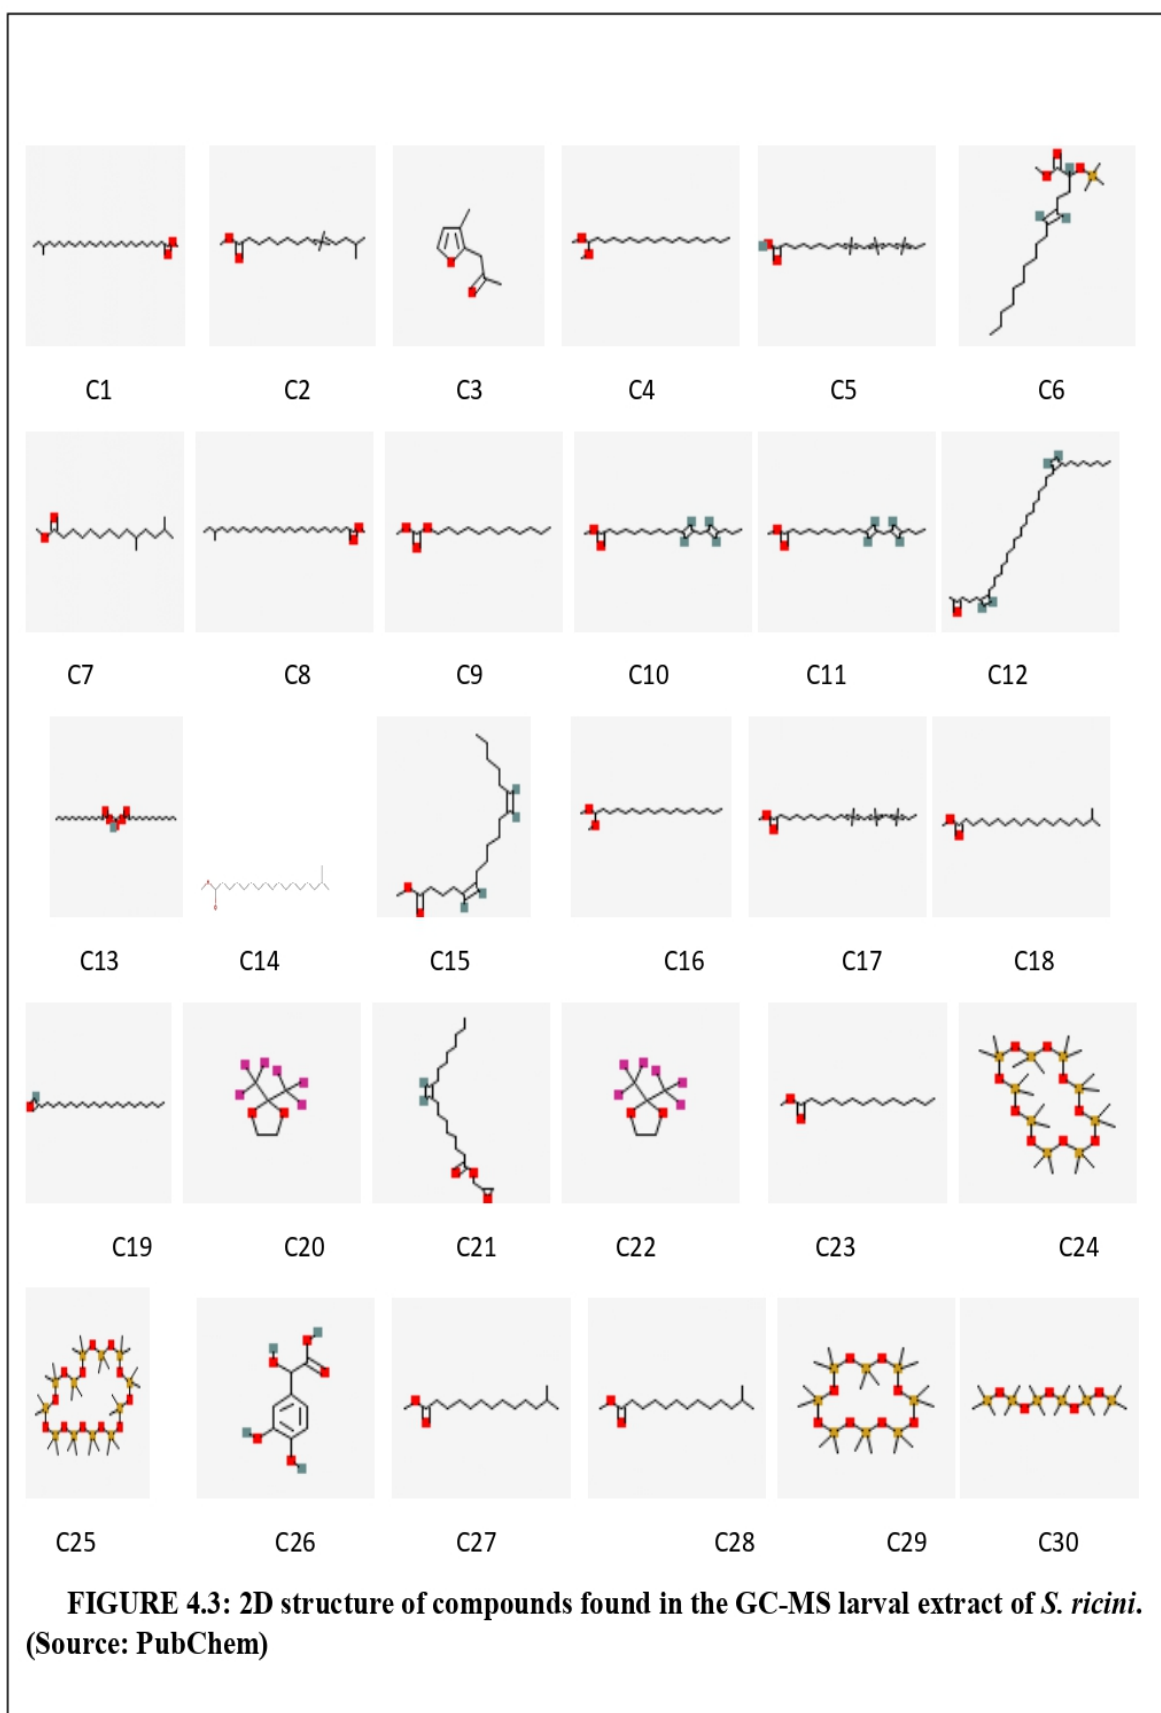 C1 C2 C3 C4 C5 C6
C7 C8 C9 C10 C11 C12
C13 C14 C15 C16 C17 C18
C19 C20 C21 C22 C23 C24
C25 C26 C27 C28 C29 C30
FIGURE 4.3: 2D structure of compounds found in the GC-MS larval extract of S. ricini.
(Source: PubChem)